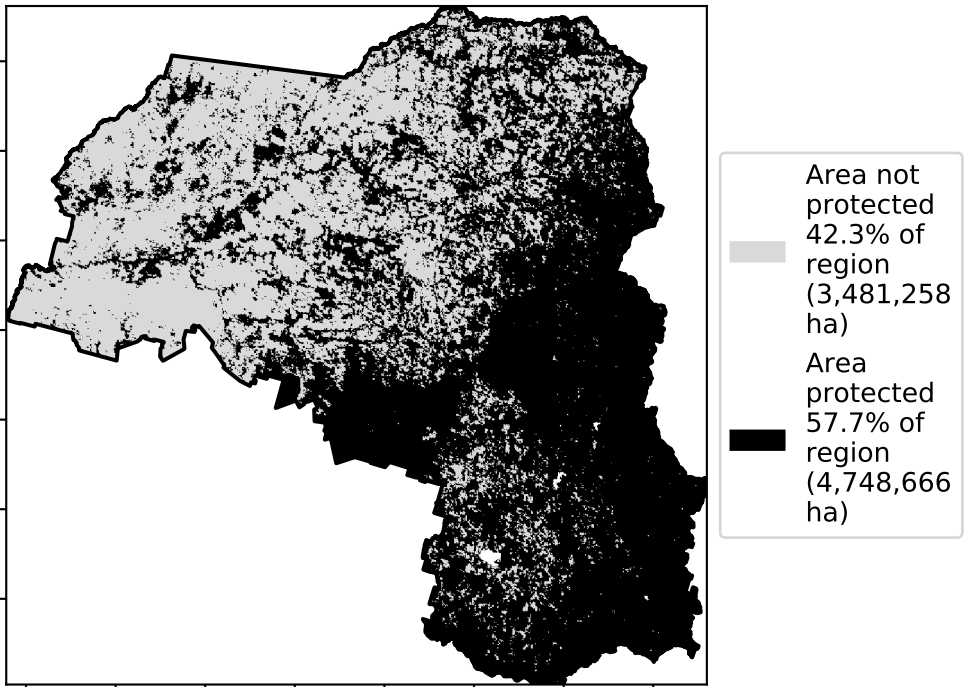 Area not
protected
42.3% of
region
(3,481,258
ha)
Area
protected
57.7% of
region
(4,748,666
ha)